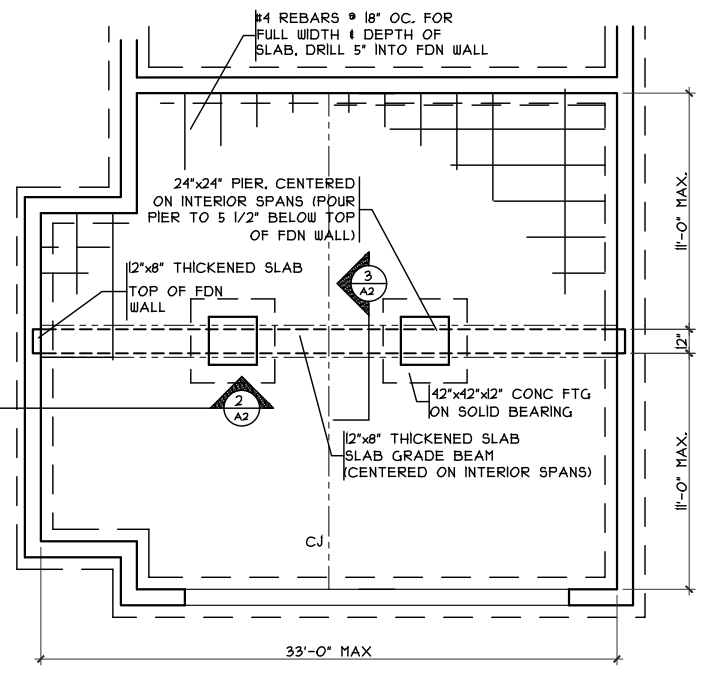 #4 REBARS @ 18" OC. FOR
FULL WIDTH & DEPTH OF
SLAB, DRILL 5" INTO FDN WALL
24"x24" PIER, CENTERED
ON INTERIOR SPANS (POUR
PIER TO 5 1/2" BELOW TOP
OF FDN WALL)
11'-0" MAX.
12"x8" THICKENED SLAB
TOP OF FDN
WALL
3
A2
12"
42"x42"x12" CONC FTG
ON SOLID BEARING
2
A2
12"x8" THICKENED SLAB
SLAB GRADE BEAM
(CENTERED ON INTERIOR SPANS)
11'-0" MAX.
CJ
33'-0" MAX